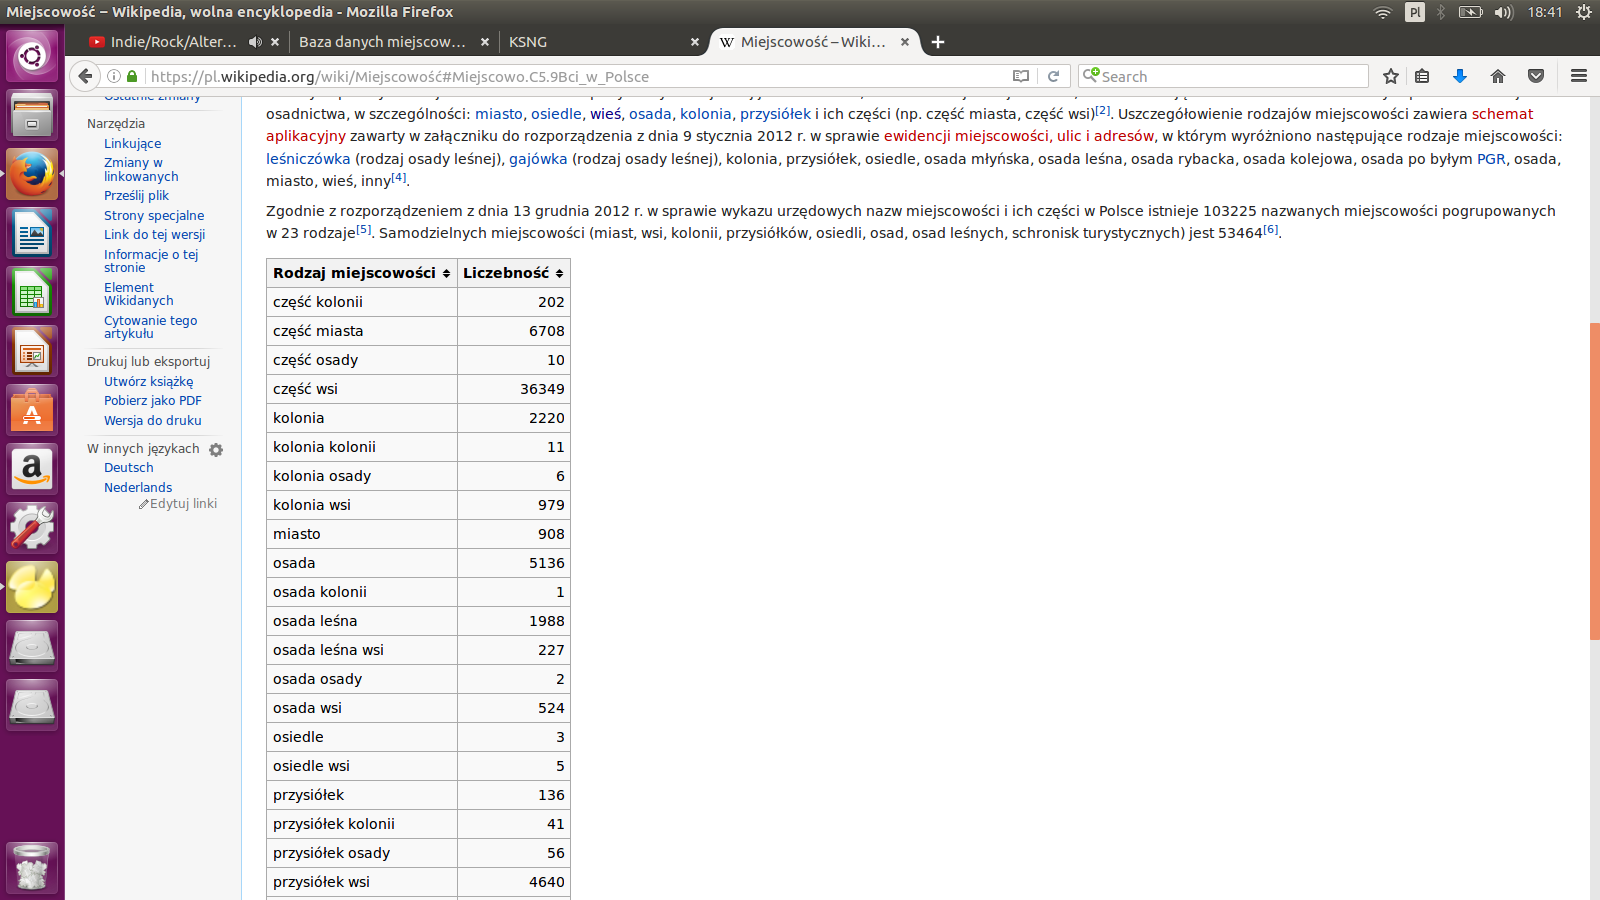 Miejscowość – Wikipedia, wolna encyklopedia - Mozilla Firefox
Pl
18:41
Indie/Rock/Alter...
Baza danych miejscow...
KSNG
Miejscowość – Wiki...
https://pl.wikipedia.org/wiki/Miejscowość#Miejscowo.C5.9Bci_w_Polsce
Search
Ostatnie zmiany
Narzędzia
Linkujące
Zmiany w
linkowanych
Prześlij plik
Strony specjalne
Link do tej wersji
Informacje o tej
stronie
Element
Wikidanych
Cytowanie tego
artykułu
Drukuj lub eksportuj
Utwórz książkę
Pobierz jako PDF
Wersja do druku
W innych językach
Deutsch
Nederlands
Edytuj linki
osadnictwa, w szczególności: miasto, osiedle, wieś, osada, kolonia, przysiółek i ich części (np. część miasta, część wsi)[2]. Uszczegółowienie rodzajów miejscowości zawiera schemat
aplikacyjny zawarty w załączniku do rozporządzenia z dnia 9 stycznia 2012 r. w sprawie ewidencji miejscowości, ulic i adresów, w którym wyróżniono następujące rodzaje miejscowości:
leśniczówka (rodzaj osady leśnej), gajówka (rodzaj osady leśnej), kolonia, przysiółek, osiedle, osada młyńska, osada leśna, osada rybacka, osada kolejowa, osada po byłym PGR, osada,
miasto, wieś, inny[4].
Zgodnie z rozporządzeniem z dnia 13 grudnia 2012 r. w sprawie wykazu urzędowych nazw miejscowości i ich części w Polsce istnieje 103225 nazwanych miejscowości pogrupowanych
w 23 rodzaje[5]. Samodzielnych miejscowości (miast, wsi, kolonii, przysiółków, osiedli, osad, osad leśnych, schronisk turystycznych) jest 53464[6].
Rodzaj miejscowości Liczebność
część kolonii 202
część miasta 6708
część osady 10
część wsi 36349
kolonia 2220
kolonia kolonii 11
kolonia osady 6
kolonia wsi 979
miasto 908
osada 5136
osada kolonii 1
osada leśna 1988
osada leśna wsi 227
osada osady 2
osada wsi 524
osiedle 3
osiedle wsi 5
przysiółek 136
przysiółek kolonii 41
przysiółek osady 56
przysiółek wsi 4640